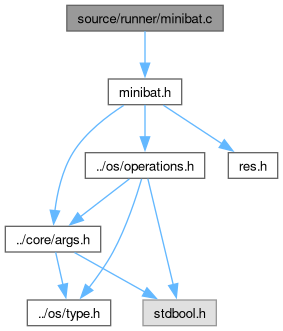 source/runner/minibat.c
minibat.h
../os/operations.h
res.h
../core/args.h
../os/type.h
stdbool.h